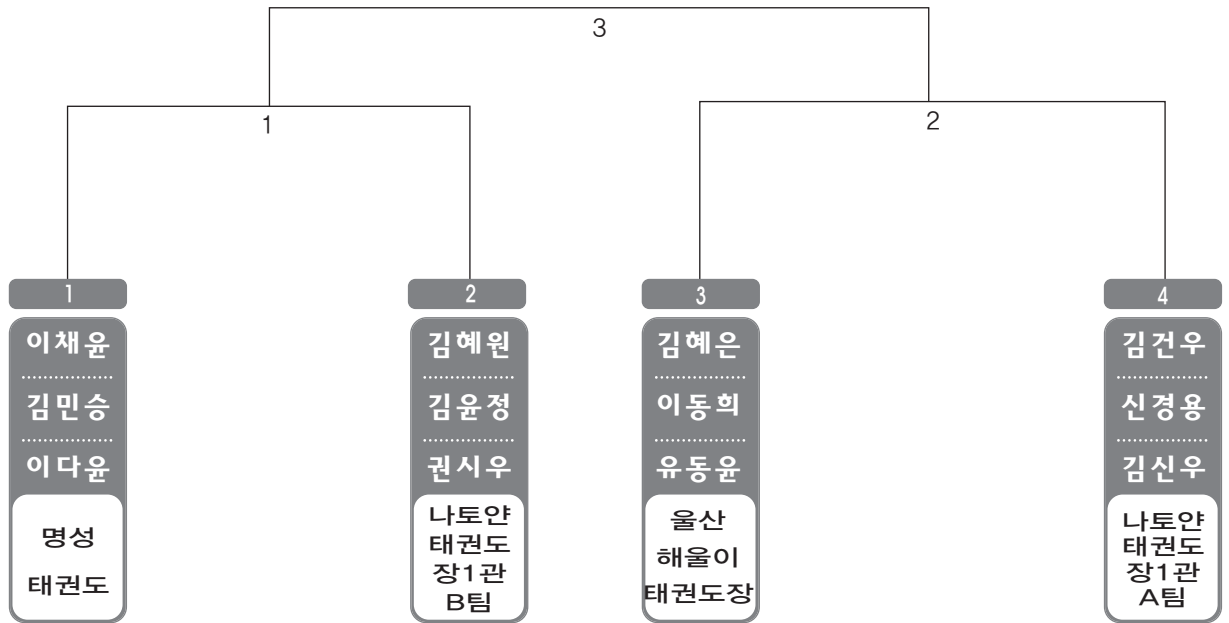 3
1
2
1
이채윤
김민승
이다윤
명성
태권도
2
김혜원
김윤정
권시우
나토얀
태권도
장1관
B팀
3
김혜은
이동희
유동윤
울산
해울이
태권도장
4
김건우
신경용
김신우
나토얀
태권도
장1관
A팀